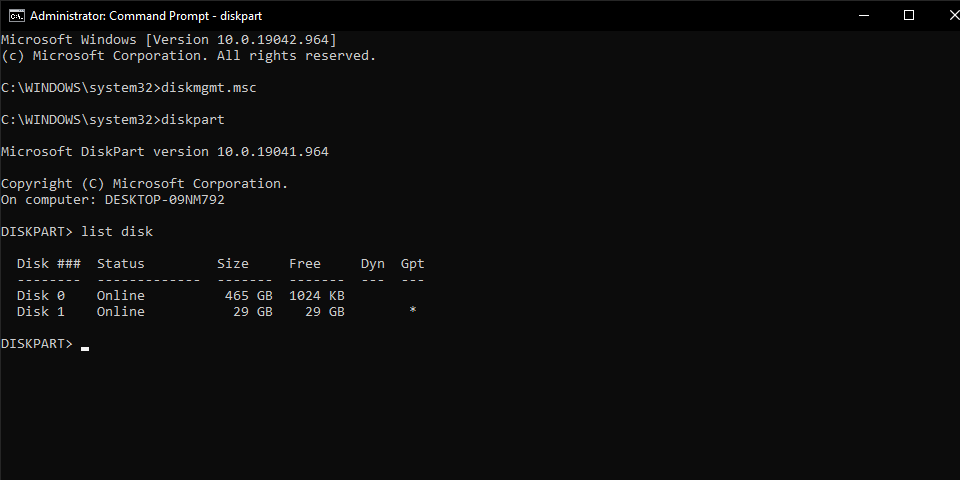 Administrator: Command Prompt - diskpart
Microsoft Windows [Version 10.0.19042.964]
(c) Microsoft Corporation. All rights reserved.
C:\WINDOWS\system32>diskmgmt.msc
C:\WINDOWS\system32>diskpart
Microsoft DiskPart version 10.0.19041.964
Copyright (C) Microsoft Corporation.
On computer: DESKTOP-09NM792
DISKPART> list disk
  Disk ###  Status         Size     Free     Dyn  Gpt
  --------  -------------  -------  -------  ---  ---
  Disk 0    Online          465 GB  1024 KB
  Disk 1    Online           29 GB    29 GB        *
DISKPART>